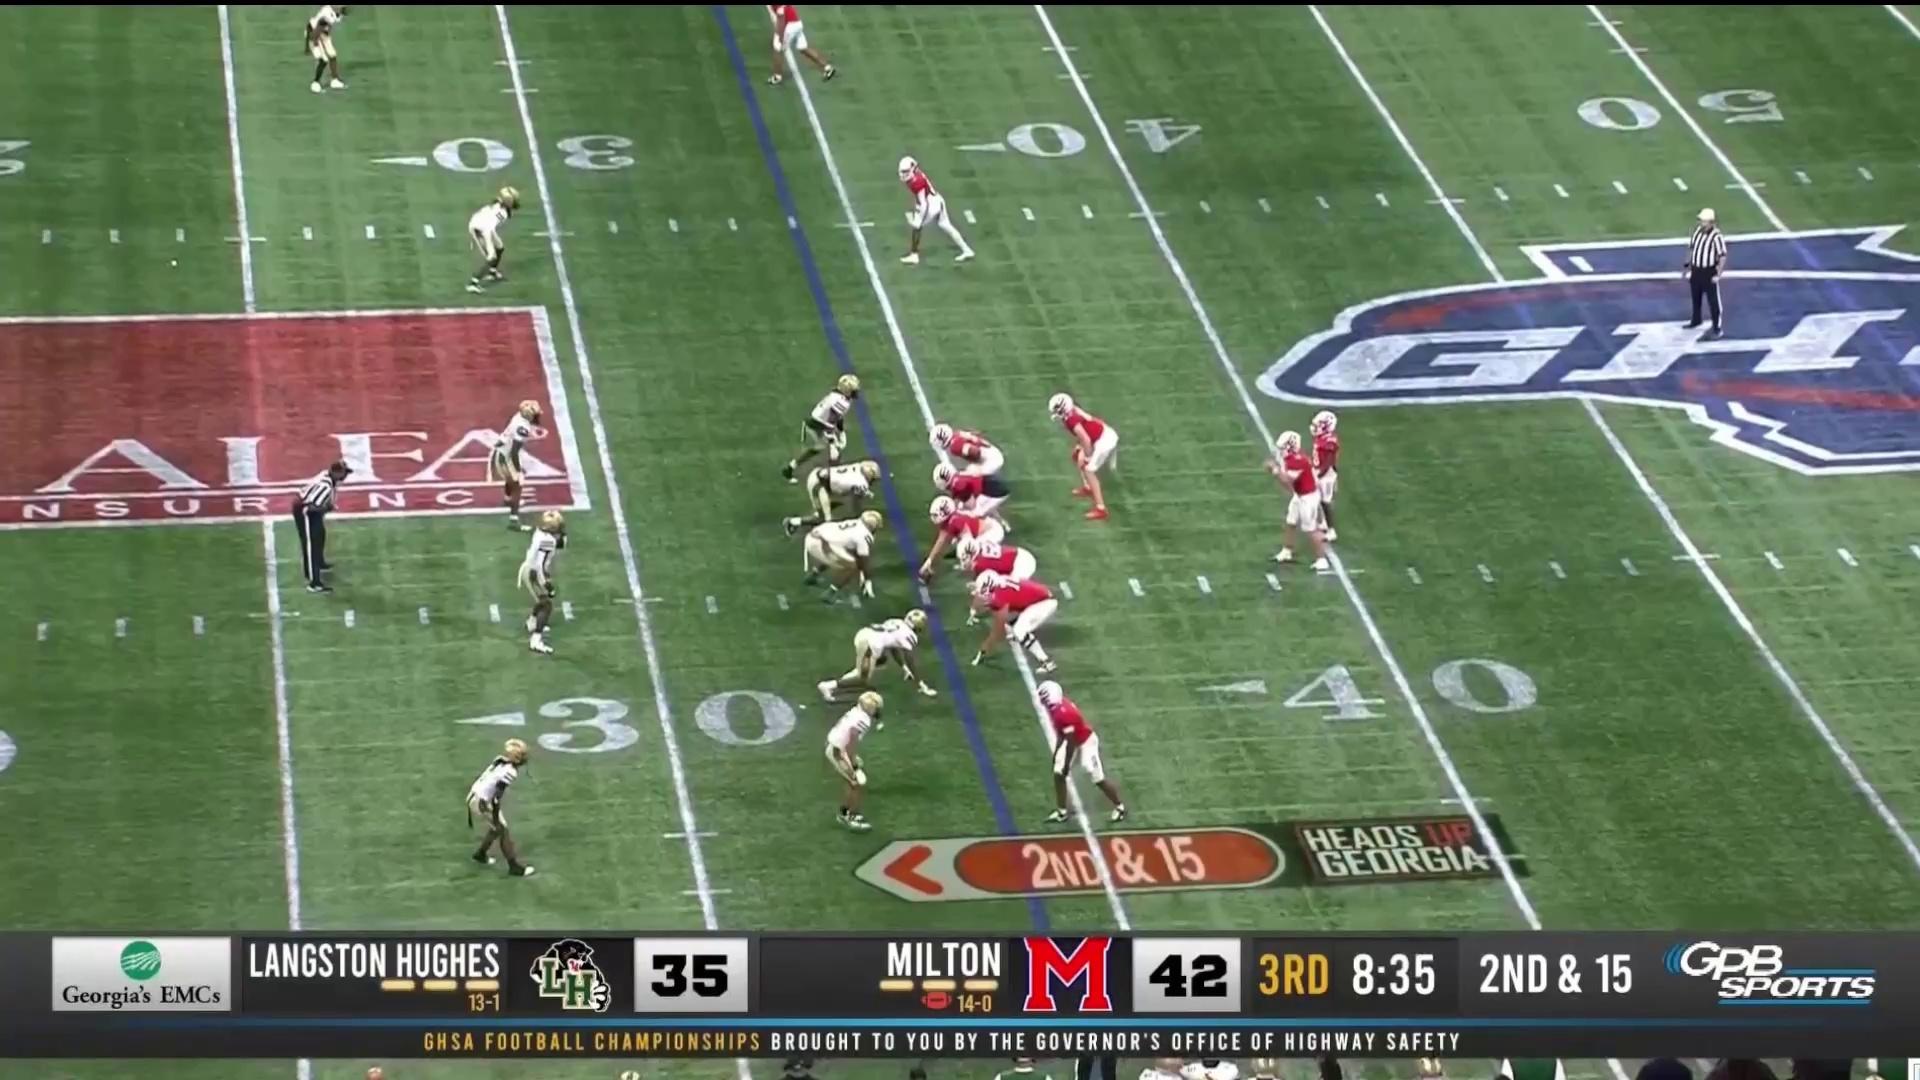 30
40
50
GH
ALFA
NSURANCE
30
40
2ND & 15
HEADS UP
GEORGIA
Georgia's EMCs
LANGSTON HUGHES
13-1
LH
35
MILTON
14-0
M
42
3RD 8:35
2ND & 15
GPB
SPORTS
GHSA FOOTBALL CHAMPIONSHIPS BROUGHT TO YOU BY THE GOVERNOR'S OFFICE OF HIGHWAY SAFETY